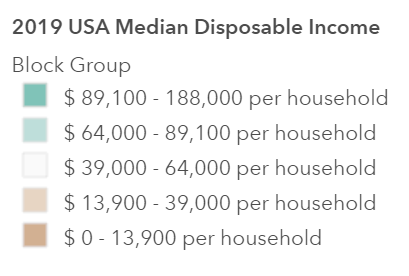 2019 USA Median Disposable Income
Block Group
$ 89,100 - 188,000 per household
$ 64,000 - 89,100 per household
$ 39,000 - 64,000 per household
$ 13,900 - 39,000 per household
$ 0 - 13,900 per household